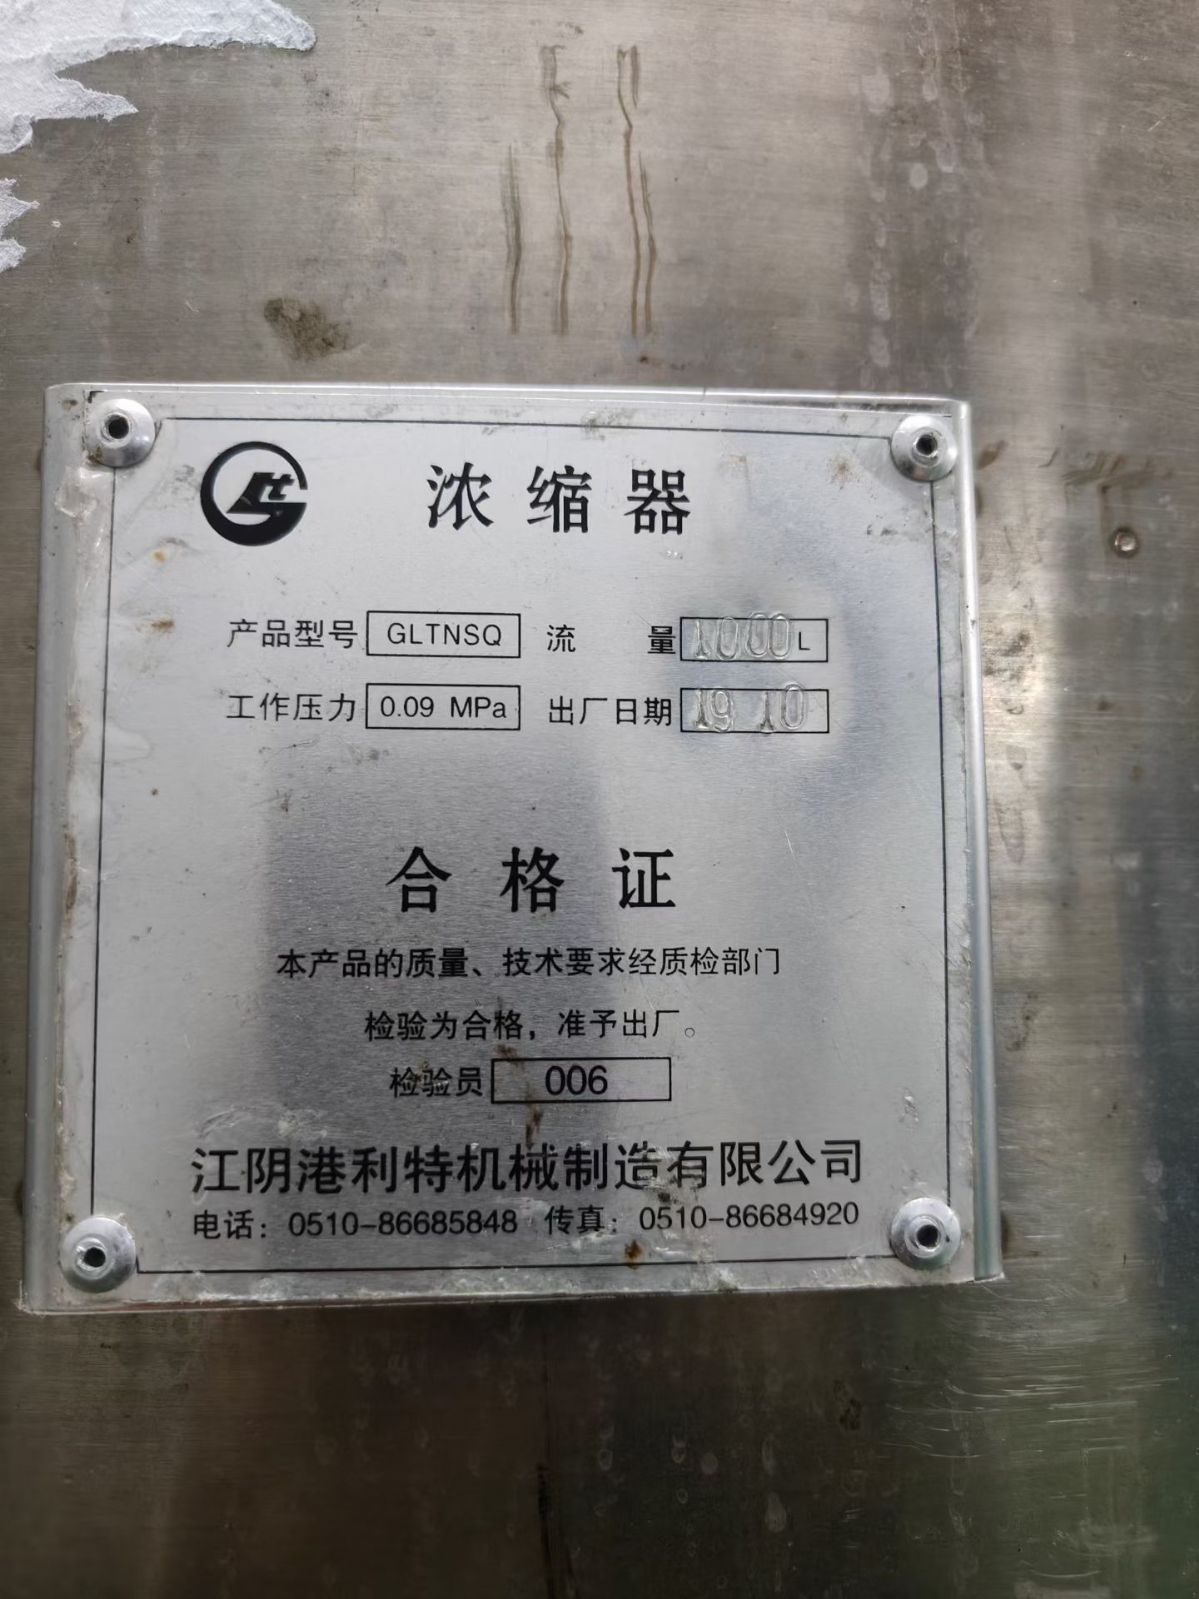 浓缩器
产品型号 GLTNSQ 流量 1000 L
工作压力 0.09 MPa 出厂日期 19 10
合格证
本产品的质量、技术要求经质检部门
检验为合格，准予出厂。
检验员 006
江阴港利特机械制造有限公司
电话：0510-86685848 传真：0510-86684920